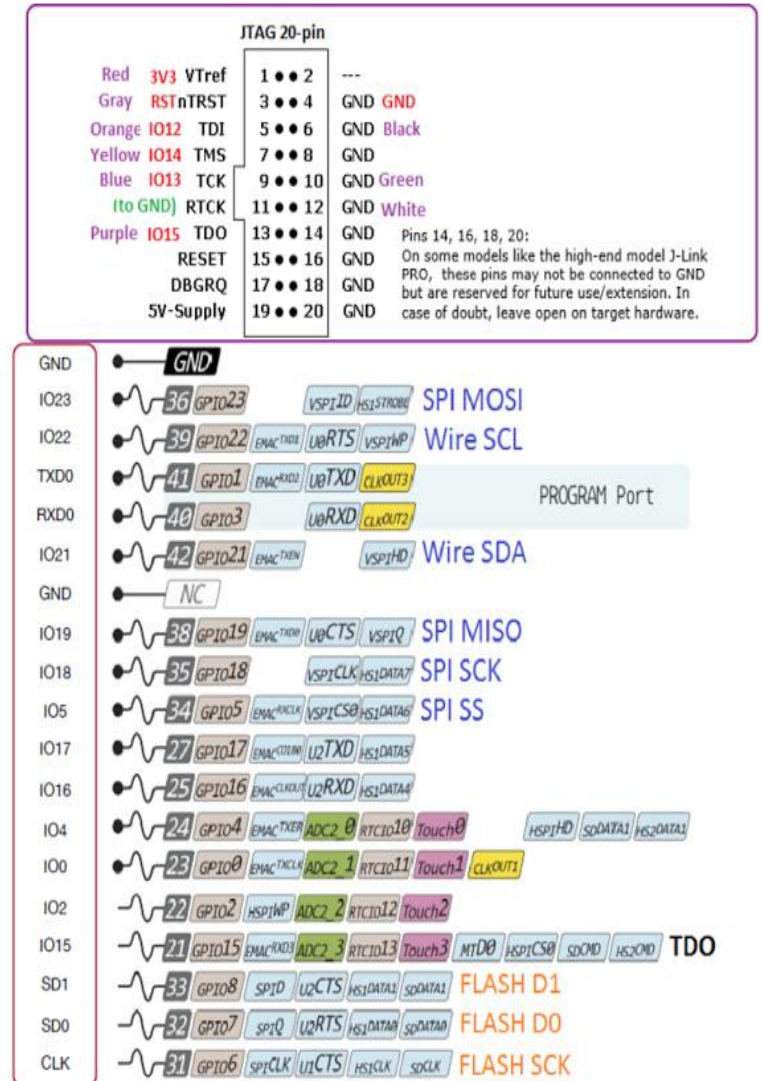 JTAG 20-pin
Red 3V3 VTref 1 ●● 2 ---
Gray RST nTRST 3 ●● 4 GND GND
Orange IO12 TDI 5 ●● 6 GND Black
Yellow IO14 TMS 7 ●● 8 GND
Blue IO13 TCK 9 ●● 10 GND Green
(to GND) RTCK 11 ●● 12 GND White
Purple IO15 TDO 13 ●● 14 GND
RESET 15 ●● 16 GND
DBGRQ 17 ●● 18 GND
5V-Supply 19 ●● 20 GND
Pins 14, 16, 18, 20:
On some models like the high-end model J-Link
PRO, these pins may not be connected to GND
but are reserved for future use/extension. In
case of doubt, leave open on target hardware.
GND GND
IO23 36 GPIO23 VSPIID HS1STROBE SPI MOSI
IO22 39 GPIO22 EMACTXD1 U0RTS VSPIWP Wire SCL
TXD0 41 GPIO1 EMACRXD2 U0TXD CLKOUT3
PROGRAM Port
RXD0 40 GPIO3 U0RXD CLKOUT2
IO21 42 GPIO21 EMACTXEN VSPIHD Wire SDA
GND NC
IO19 38 GPIO19 EMACTXD0 U0CTS VSPIQ SPI MISO
IO18 35 GPIO18 VSPICLK HS1DATA7 SPI SCK
IO5 34 GPIO5 EMACRXCLK VSPICS0 HS1DATA6 SPI SS
IO17 27 GPIO17 U2TXD HS1DATA5
IO16 25 GPIO16 EMACCLKOUT U2RXD HS1DATA4
IO4 24 GPIO4 EMACTXER ADC2_0 RTCIO10 Touch0 HSPIHD SDDATA1 HS2DATA1
IO0 23 GPIO0 EMACTXCLK ADC2_1 RTCIO11 Touch1 CLKOUT1
IO2 22 GPIO2 HSPIWP ADC2_2 RTCIO12 Touch2
IO15 21 GPIO15 EMACRXD3 ADC2_3 RTCIO13 Touch3 MTDO HSPICS0 SDCMD HS2CMD TDO
SD1 33 GPIO8 SPID U2CTS HS1DATA1 SDDATA1 FLASH D1
SD0 32 GPIO7 SPIQ U2RTS HS1DATA0 SDDATA0 FLASH D0
CLK 31 GPIO6 SPICLK U1CTS HS1CLK SDCLK FLASH SCK